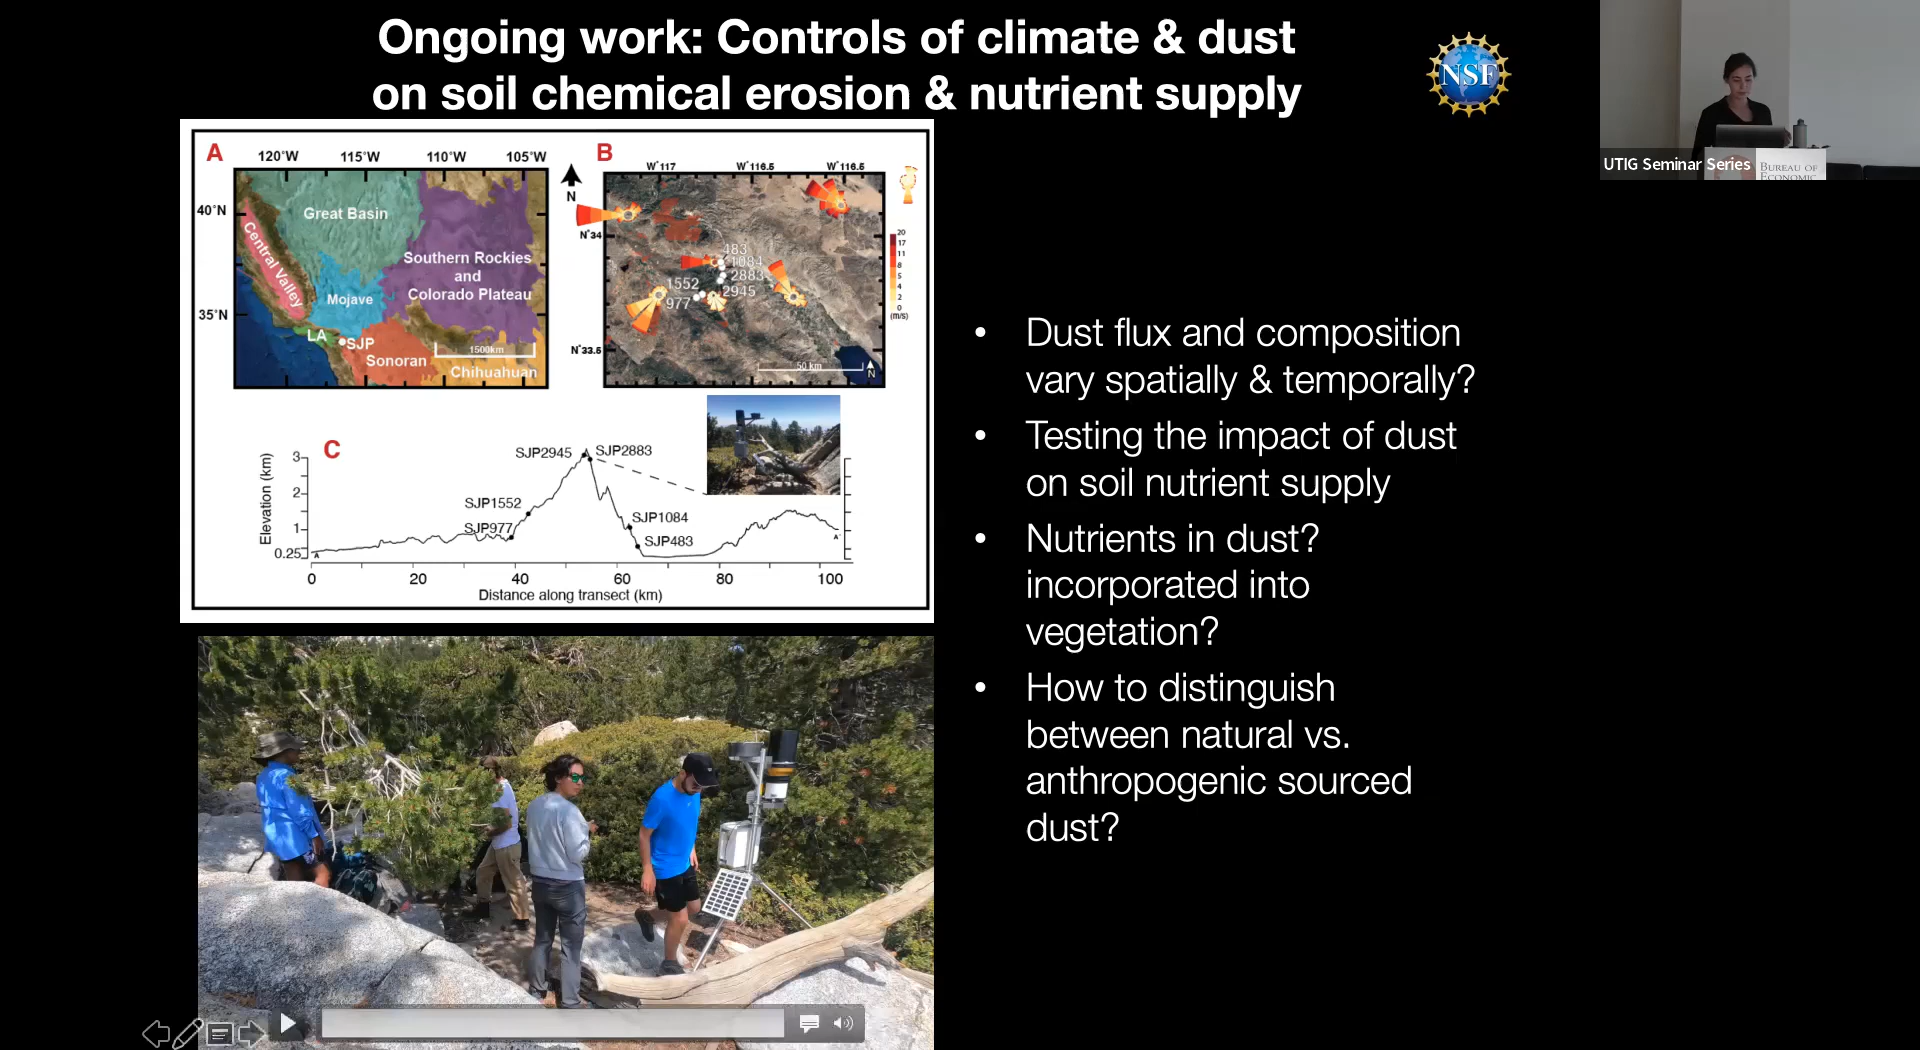 Ongoing work: Controls of climate & dust
on soil chemical erosion & nutrient supply
NSF
UTIG Seminar Series
BUREAU OF
ECONOMIC
A
120°W 115°W 110°W 105°W
40°N
35°N
Great Basin
Central Valley
Southern Rockies
and
Colorado Plateau
Mojave
LA
SJP
Sonoran
1500km
Chihuahuan
N
B
W°117 W°116.5 W°116.5
N°34
N°33.5
483
1084
2883
1552
2945
977
50 km
N
20
17
11
8
5
4
2
0
(m/s)
C
Elevation (km)
3
2
1
0.25
SJP2945
SJP2883
SJP1552
SJP977
SJP1084
SJP483
A
A'
0 20 40 60 80 100
Distance along transect (km)
• Dust flux and composition
vary spatially & temporally?
• Testing the impact of dust
on soil nutrient supply
• Nutrients in dust?
incorporated into
vegetation?
• How to distinguish
between natural vs.
anthropogenic sourced
dust?